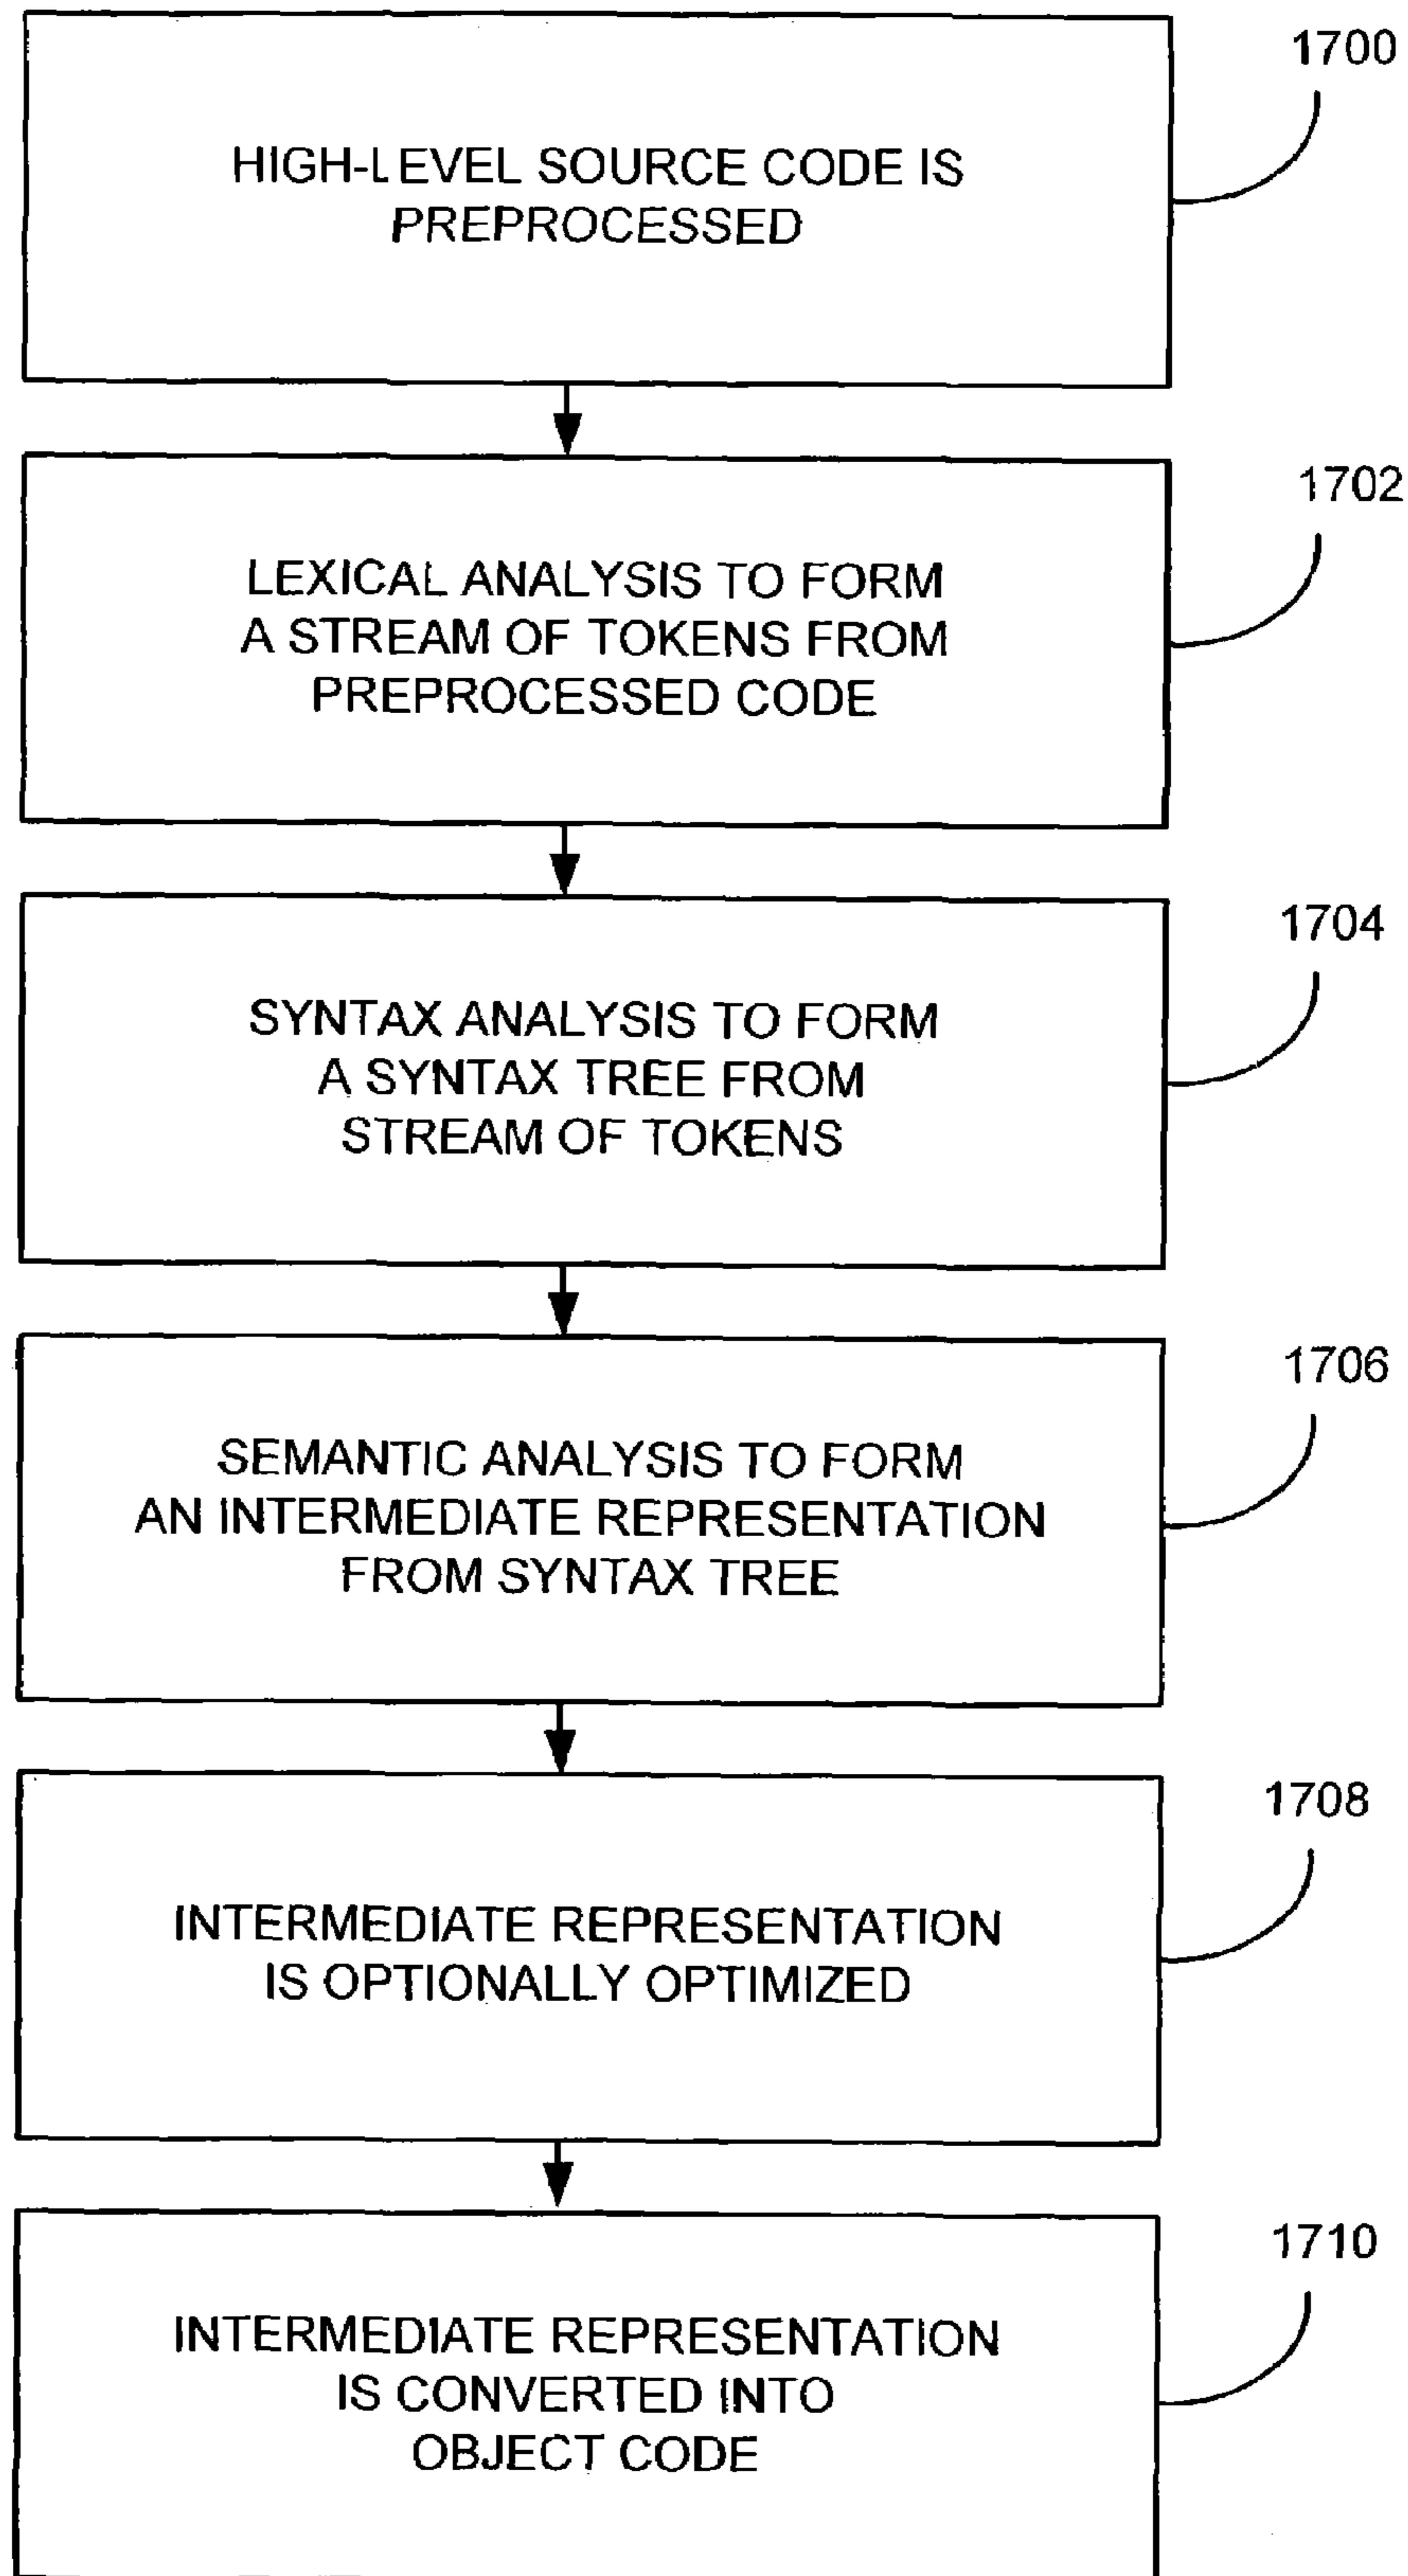 1700
HIGH-LEVEL SOURCE CODE IS
PREPROCESSED
1702
LEXICAL ANALYSIS TO FORM
A STREAM OF TOKENS FROM
PREPROCESSED CODE
1704
SYNTAX ANALYSIS TO FORM
A SYNTAX TREE FROM
STREAM OF TOKENS
1706
SEMANTIC ANALYSIS TO FORM
AN INTERMEDIATE REPRESENTATION
FROM SYNTAX TREE
1708
INTERMEDIATE REPRESENTATION
IS OPTIONALLY OPTIMIZED
1710
INTERMEDIATE REPRESENTATION
IS CONVERTED INTO
OBJECT CODE